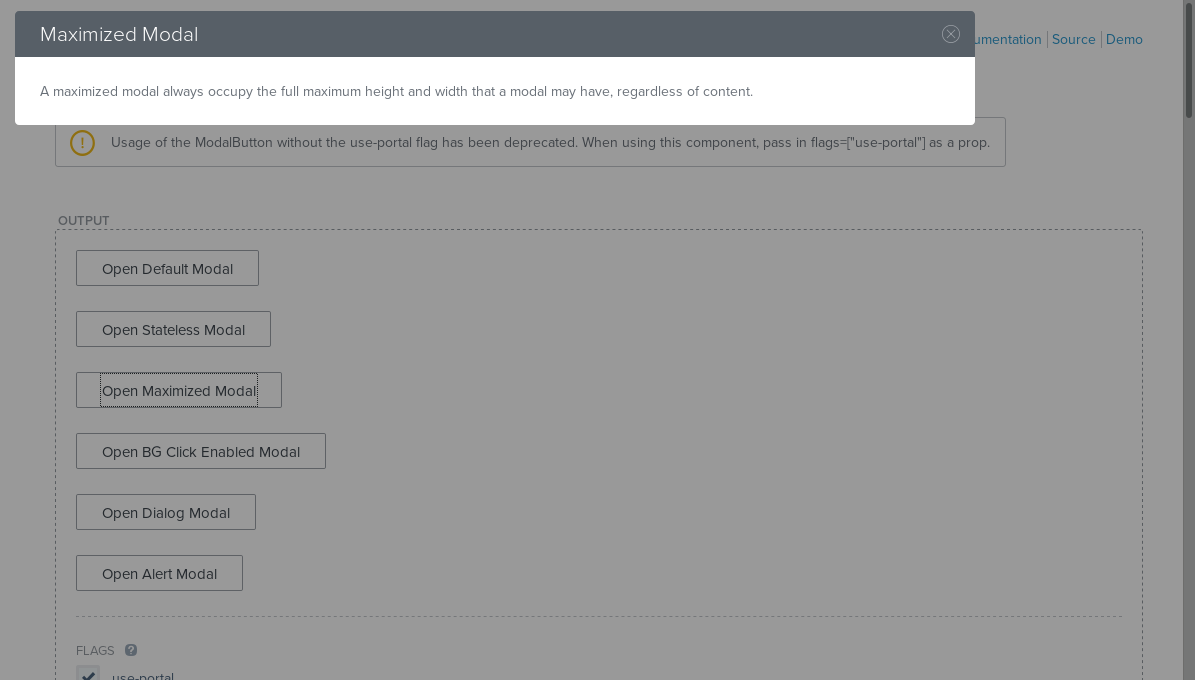 Maximized Modal
umentation Source Demo
A maximized modal always occupy the full maximum height and width that a modal may have, regardless of content.
Usage of the ModalButton without the use-portal flag has been deprecated. When using this component, pass in flags=["use-portal"] as a prop.
OUTPUT
Open Default Modal
Open Stateless Modal
Open Maximized Modal
Open BG Click Enabled Modal
Open Dialog Modal
Open Alert Modal
FLAGS ?
use-portal